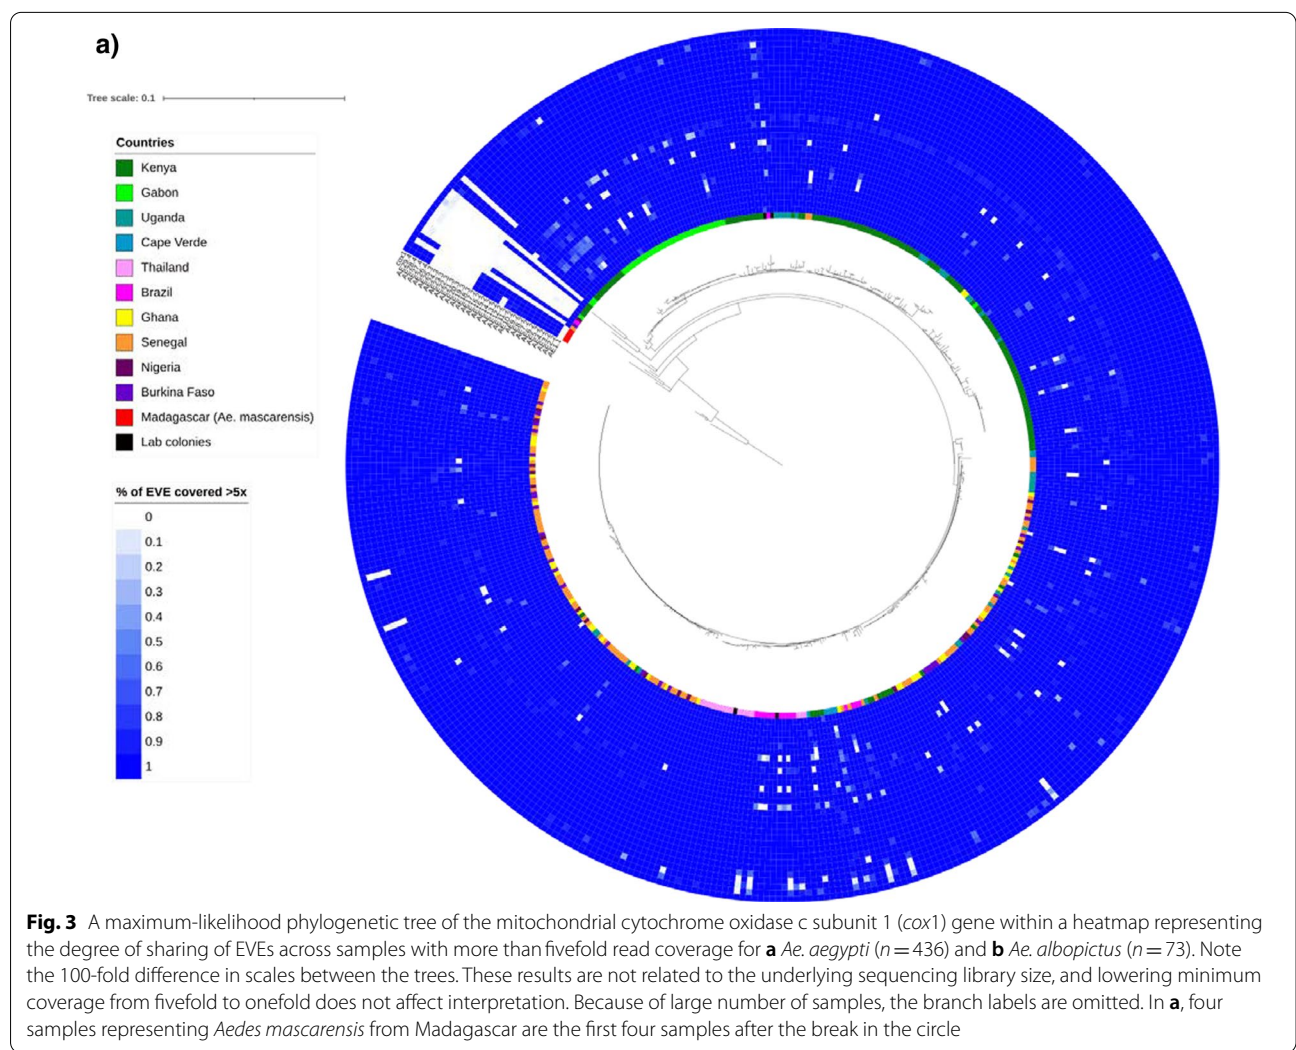 a)
Tree scale: 0.1
Countries
Kenya
Gabon
Uganda
Cape Verde
Thailand
Brazil
Ghana
Senegal
Nigeria
Burkina Faso
Madagascar (Ae. mascarensis)
Lab colonies
% of EVE covered >5x
0
0.1
0.2
0.3
0.4
0.5
0.6
0.7
0.8
0.9
1
Fig. 3 A maximum-likelihood phylogenetic tree of the mitochondrial cytochrome oxidase c subunit 1 (cox1) gene within a heatmap representing
the degree of sharing of EVEs across samples with more than fivefold read coverage for a Ae. aegypti (n = 436) and b Ae. albopictus (n = 73). Note
the 100-fold difference in scales between the trees. These results are not related to the underlying sequencing library size, and lowering minimum
coverage from fivefold to onefold does not affect interpretation. Because of large number of samples, the branch labels are omitted. In a, four
samples representing Aedes mascarensis from Madagascar are the first four samples after the break in the circle